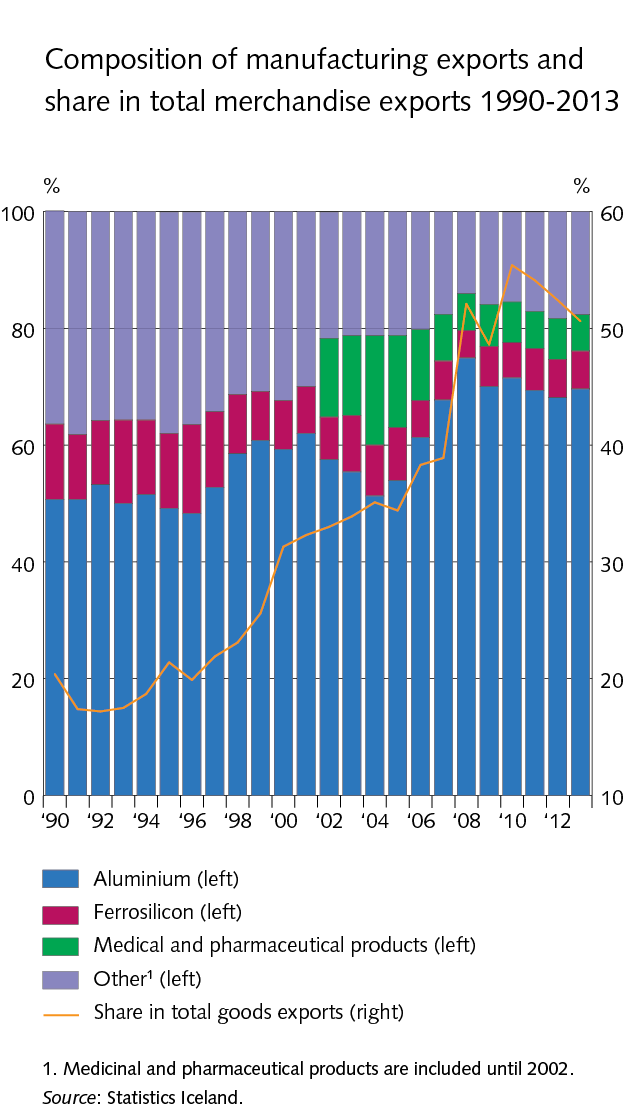 Composition of manufacturing exports and
share in total merchandise exports 1990-2013
% %
100 60
80 50
60 40
40 30
20 20
0 10
‘90 ‘92 ‘94 ‘96 ‘98 ‘00 ‘02 ‘04 ‘06 ‘08 ‘10 ‘12
Aluminium (left)
Ferrosilicon (left)
Medical and pharmaceutical products (left)
Other¹ (left)
Share in total goods exports (right)
1. Medicinal and pharmaceutical products are included until 2002.
Source: Statistics Iceland.